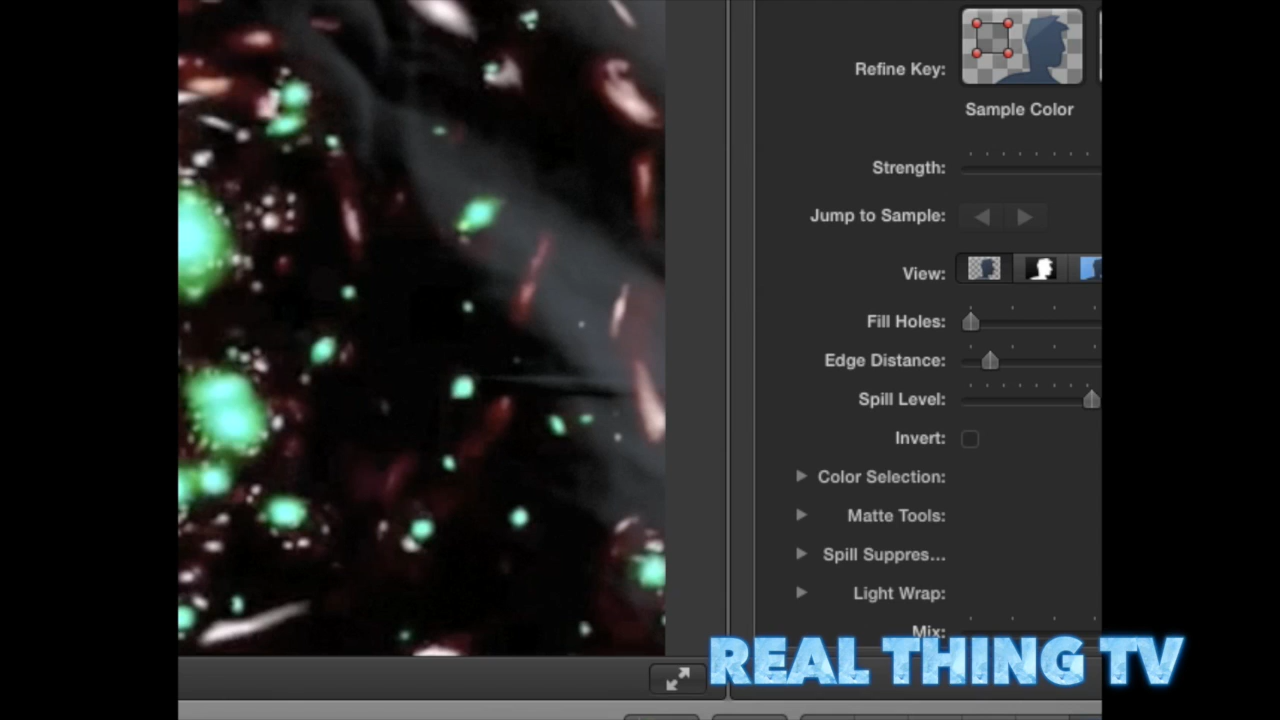 Refine Key:
Sample Color
Strength:
Jump to Sample:
View:
Fill Holes:
Edge Distance:
Spill Level:
Invert:
Color Selection:
Matte Tools:
Spill Suppres...
Light Wrap:
Mix:
REAL THING TV